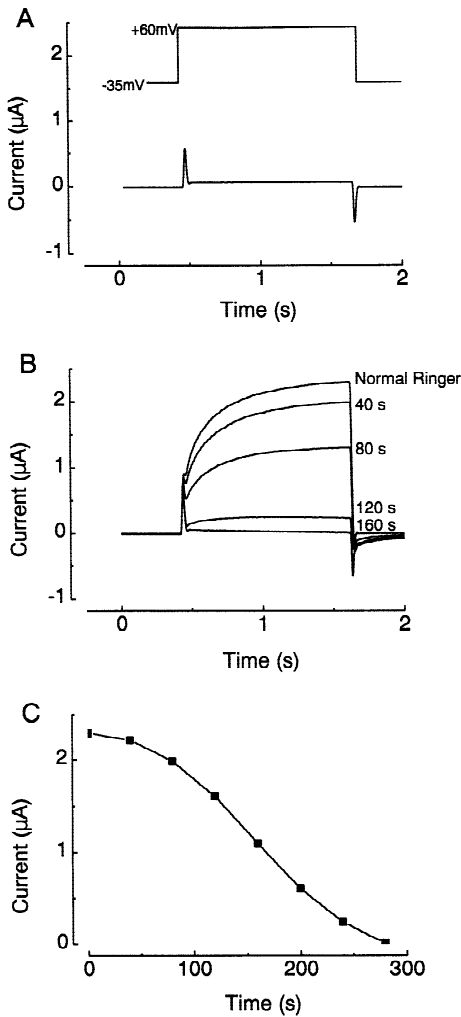 A
+60mV
-35mV
2
1
0
-1
Current (µA)
0 1 2
Time (s)
B
Normal Ringer
40 s
80 s
120 s
160 s
2
1
0
-1
Current (µA)
0 1 2
Time (s)
C
2
1
0
Current (µA)
0 100 200 300
Time (s)